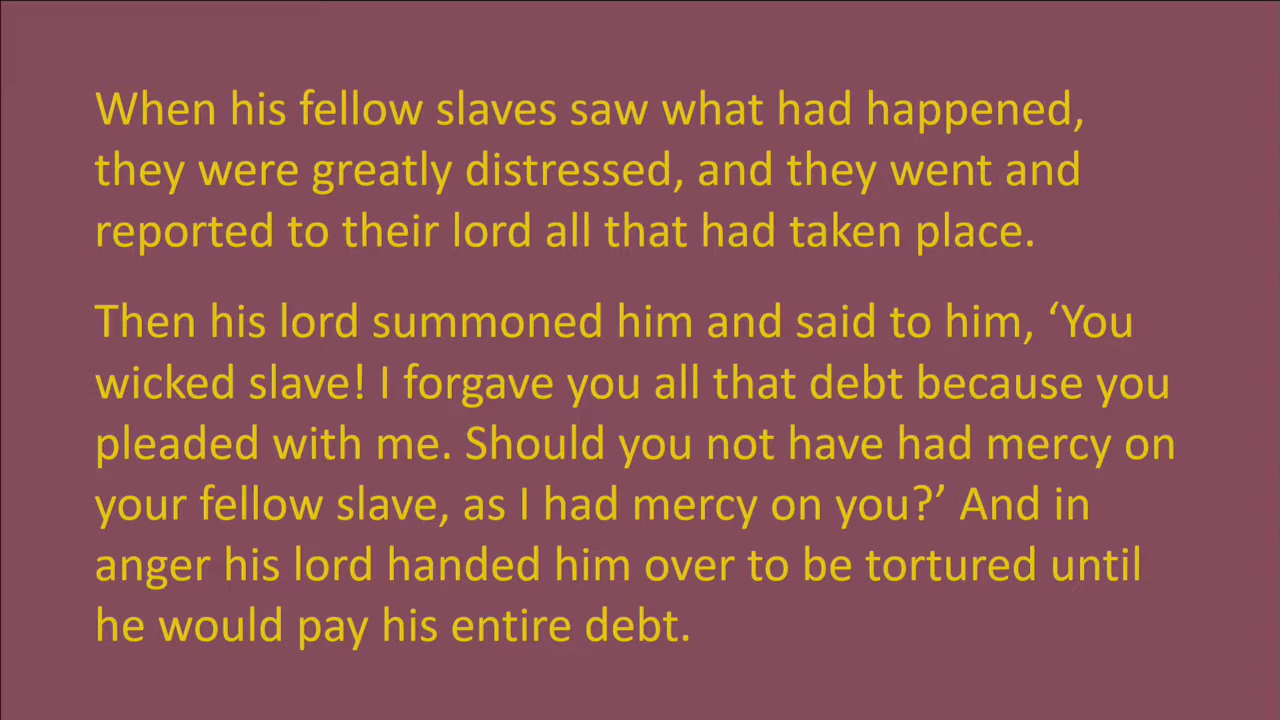 When his fellow slaves saw what had happened,
they were greatly distressed, and they went and
reported to their lord all that had taken place.
Then his lord summoned him and said to him, ‘You
wicked slave! I forgave you all that debt because you
pleaded with me. Should you not have had mercy on
your fellow slave, as I had mercy on you?’ And in
anger his lord handed him over to be tortured until
he would pay his entire debt.